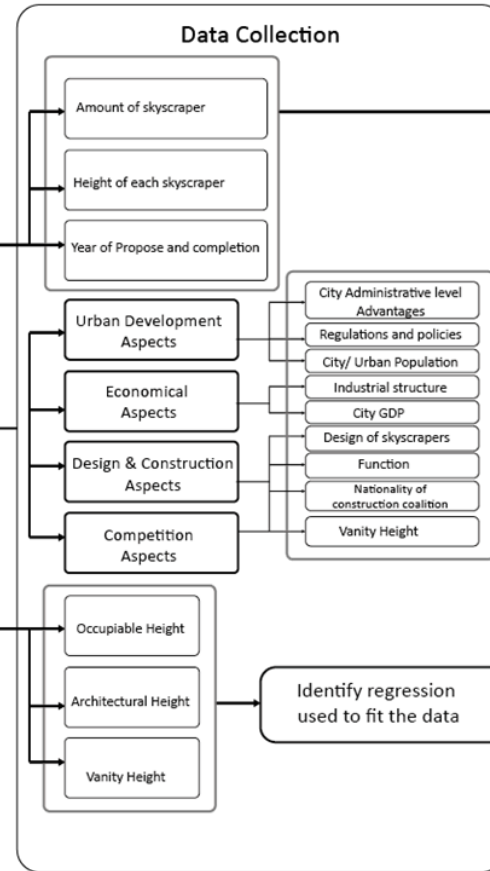 Data Collection
Amount of skyscraper
Height of each skyscraper
Year of Propose and completion
Urban Development
Aspects
Economical
Aspects
Design & Construction
Aspects
Competition
Aspects
City Administrative level
Advantages
Regulations and policies
City/ Urban Population
Industrial structure
City GDP
Design of skyscrapers
Function
Nationality of
construction coalition
Vanity Height
Occupiable Height
Architectural Height
Vanity Height
Identify regression
used to fit the data